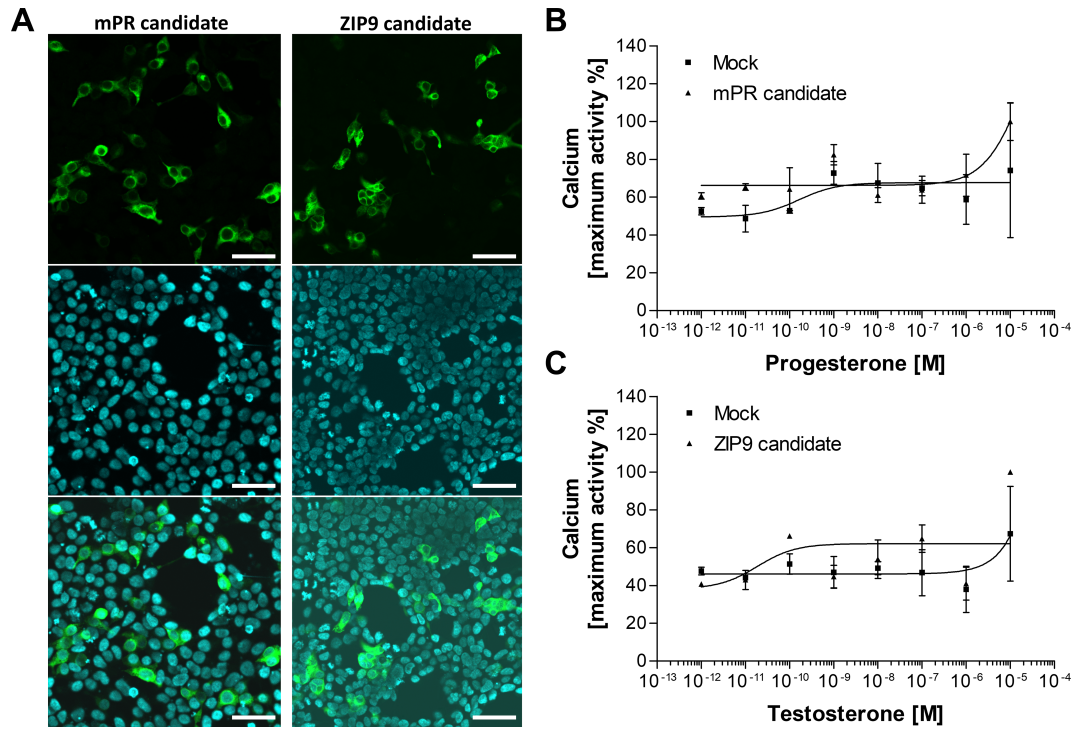 A
mPR candidate
ZIP9 candidate
B
Calcium
[maximum activity %]
140
120
100
80
60
40
20
0
Mock
mPR candidate
10-13 10-12 10-11 10-10 10-9 10-8 10-7 10-6 10-5 10-4
Progesterone [M]
C
Calcium
[maximum activity %]
140
120
100
80
60
40
20
0
Mock
ZIP9 candidate
10-13 10-12 10-11 10-10 10-9 10-8 10-7 10-6 10-5 10-4
Testosterone [M]